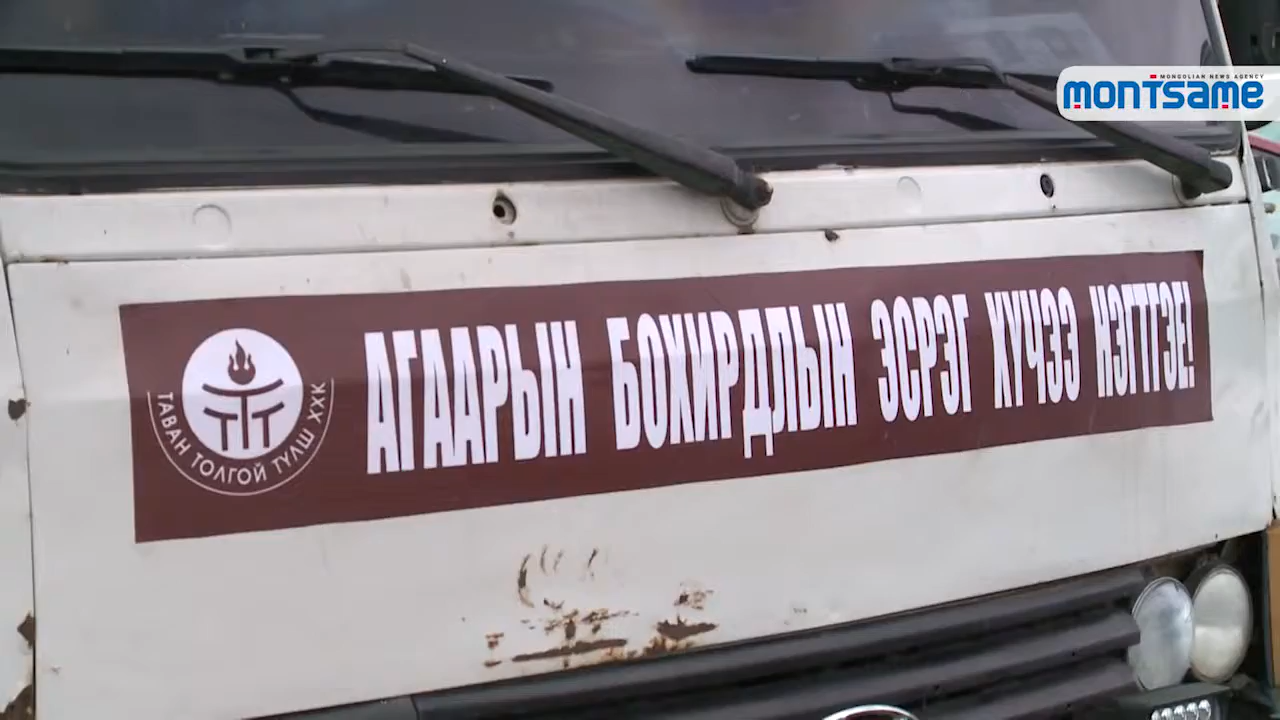 MONGOLIAN NEWS AGENCY
MONTSAME
АГААРЫН БОХИРДЛЫН ЭСРЭГ ХҮЧЭЭ НЭГТГЭЕ!
ТАВАН ТОЛГОЙ ТҮЛШ ХХК